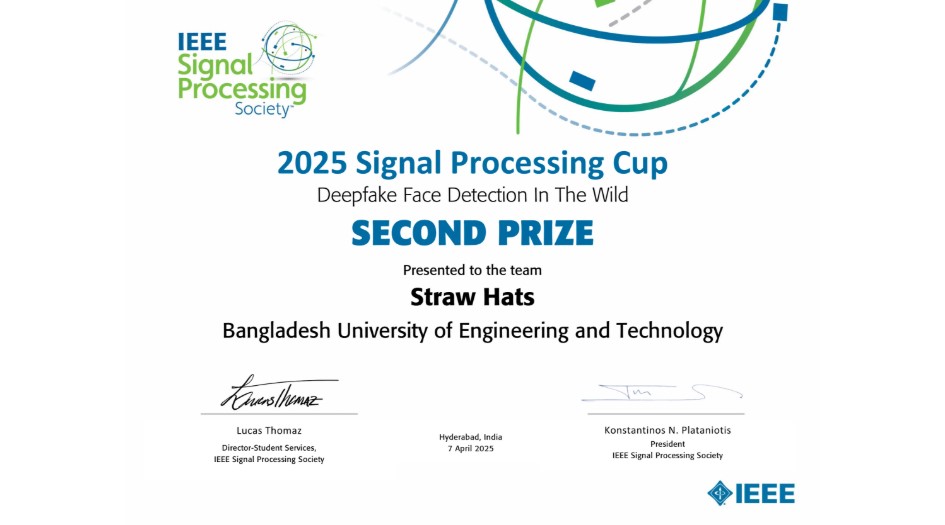 IEEE
Signal
Processing
Society™
2025 Signal Processing Cup
Deepfake Face Detection In The Wild
SECOND PRIZE
Presented to the team
Straw Hats
Bangladesh University of Engineering and Technology
Lucas Thomaz
Lucas Thomaz
Director-Student Services,
IEEE Signal Processing Society
Hyderabad, India
7 April 2025
Konstantinos N. Plataniotis
President
IEEE Signal Processing Society
IEEE